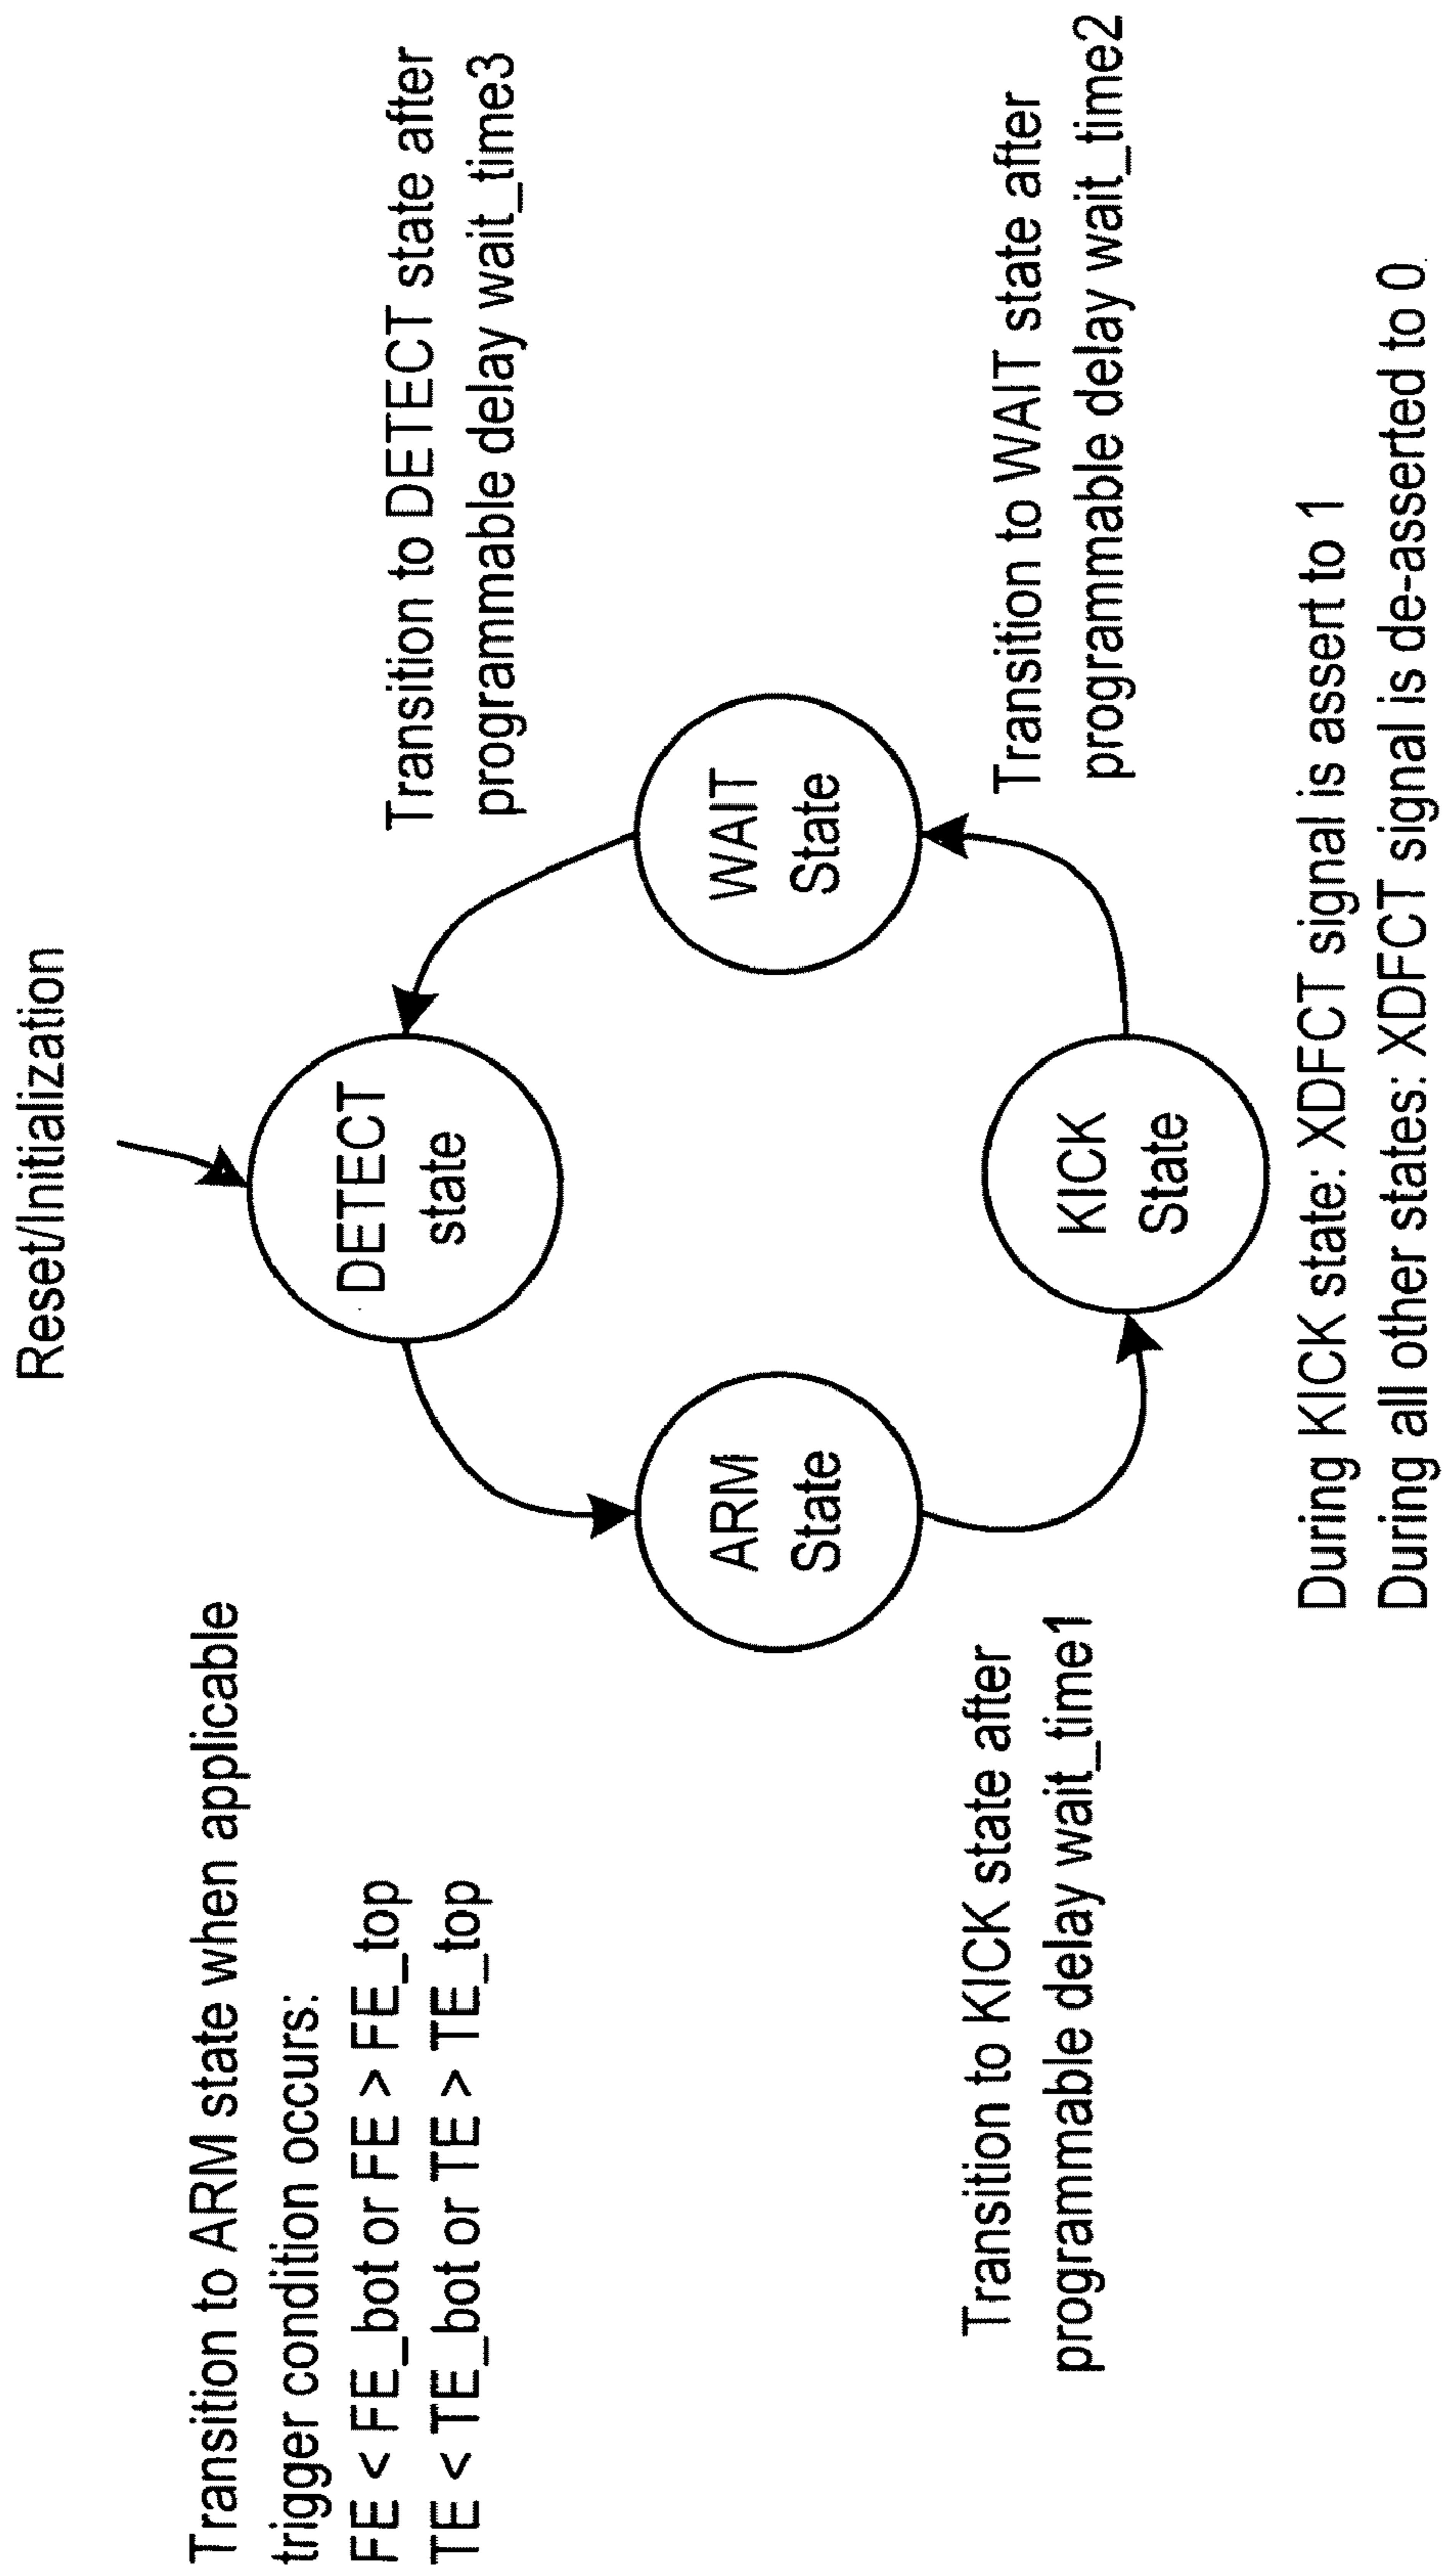 Reset/Initialization
Transition to ARM state when applicable
trigger condition occurs:
FE < FE_bot or FE > FE_top
TE < TE_bot or TE > TE_top
DETECT
state
Transition to DETECT state after
programmable delay wait_time3
ARM
State
WAIT
State
Transition to KICK state after
programmable delay wait_time1
KICK
State
Transition to WAIT state after
programmable delay wait_time2
During KICK state: XDFCT signal is assert to 1
During all other states: XDFCT signal is de-asserted to 0